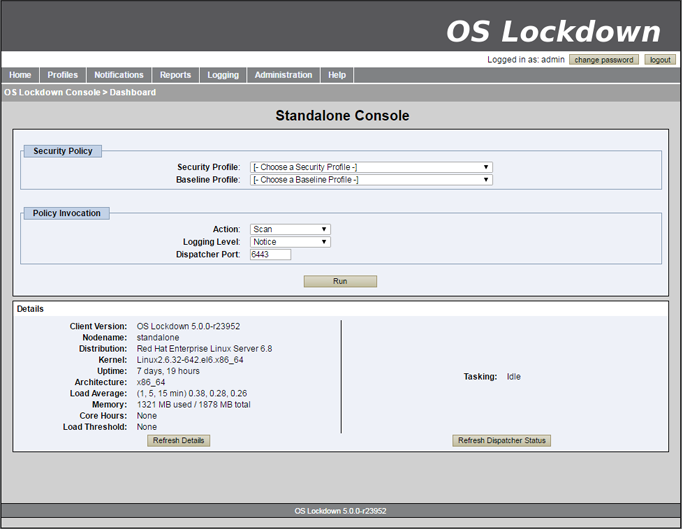 OS Lockdown
Logged in as: admin change password logout
Home Profiles Notifications Reports Logging Administration Help
OS Lockdown Console > Dashboard
Standalone Console
Security Policy
Security Profile: [- Choose a Security Profile -]
Baseline Profile: [- Choose a Baseline Profile -]
Policy Invocation
Action: Scan
Logging Level: Notice
Dispatcher Port: 6443
Run
Details
Client Version: OS Lockdown 5.0.0-r23952
Nodename: standalone
Distribution: Red Hat Enterprise Linux Server 6.8
Kernel: Linux2.6.32-642.el6.x86_64
Uptime: 7 days, 19 hours
Architecture: x86_64
Load Average: (1, 5, 15 min) 0.38, 0.28, 0.26
Memory: 1321 MB used / 1878 MB total
Core Hours: None
Load Threshold: None
Refresh Details
Tasking: Idle
Refresh Dispatcher Status
OS Lockdown 5.0.0-r23952